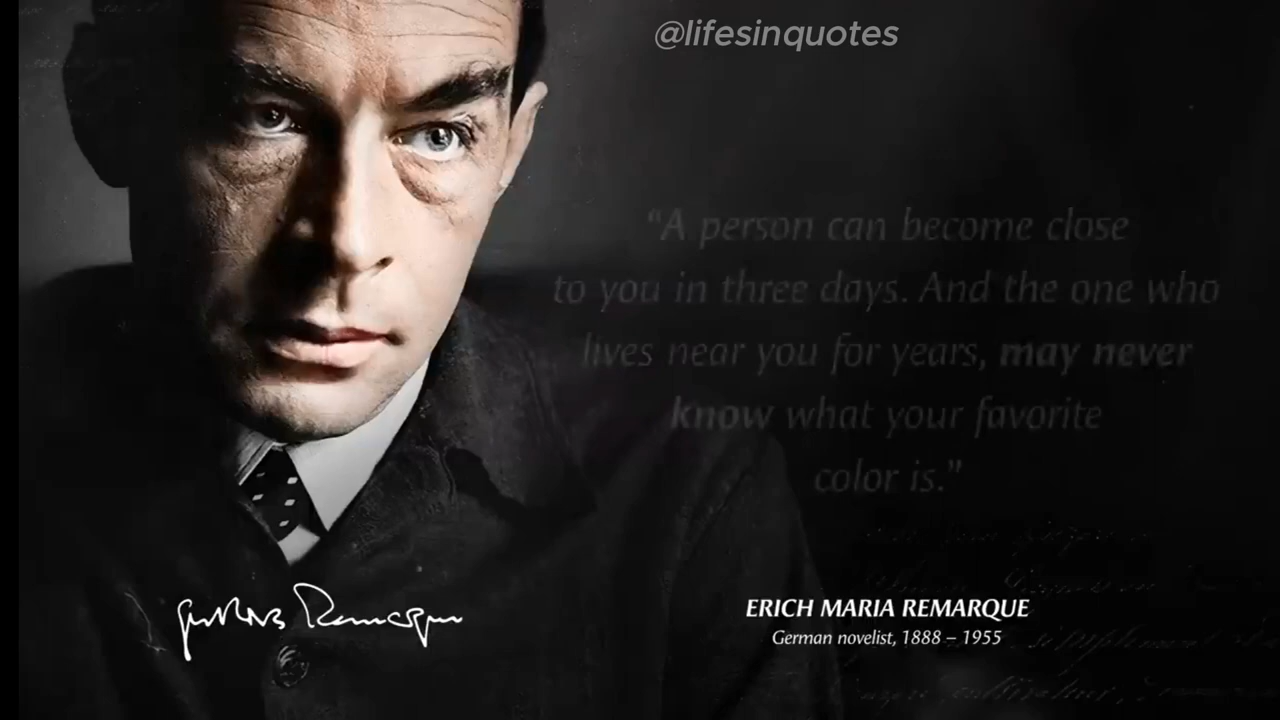 @lifesinquotes
"A person can become close
to you in three days. And the one who
lives near you for years, may never
know what your favorite
color is."
ERICH MARIA REMARQUE
German novelist, 1888 – 1955